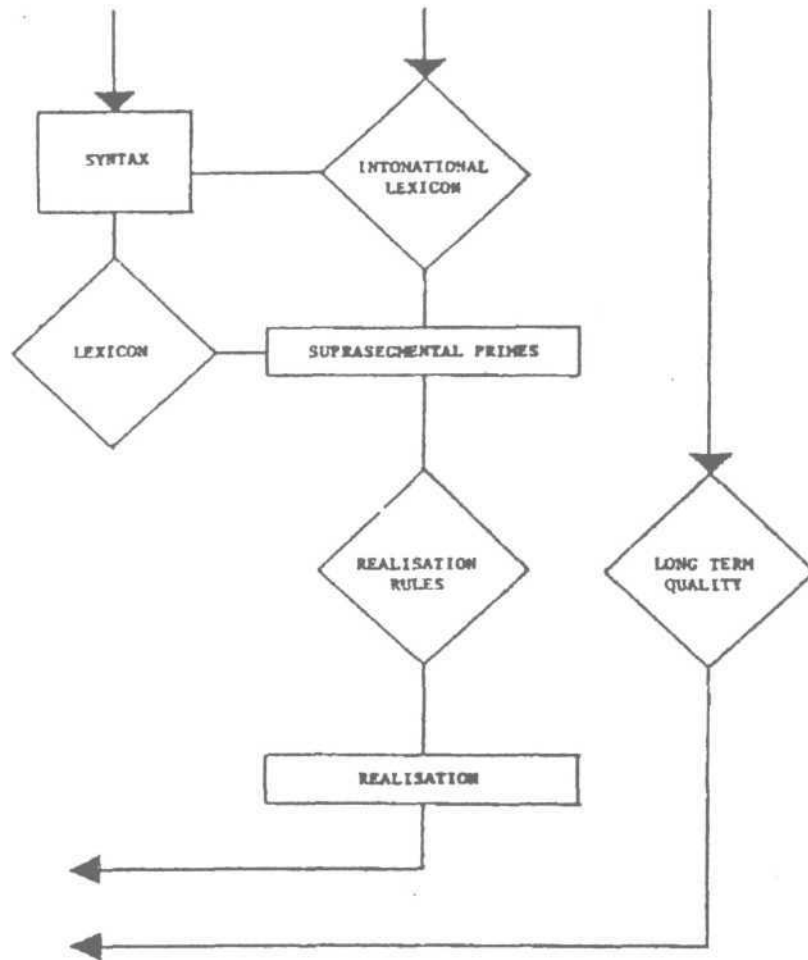 SYNTAX
INTONATIONAL
LEXICON
LEXICON
SUPRASEGMENTAL PRIMES
REALISATION
RULES
LONG TERM
QUALITY
REALISATION